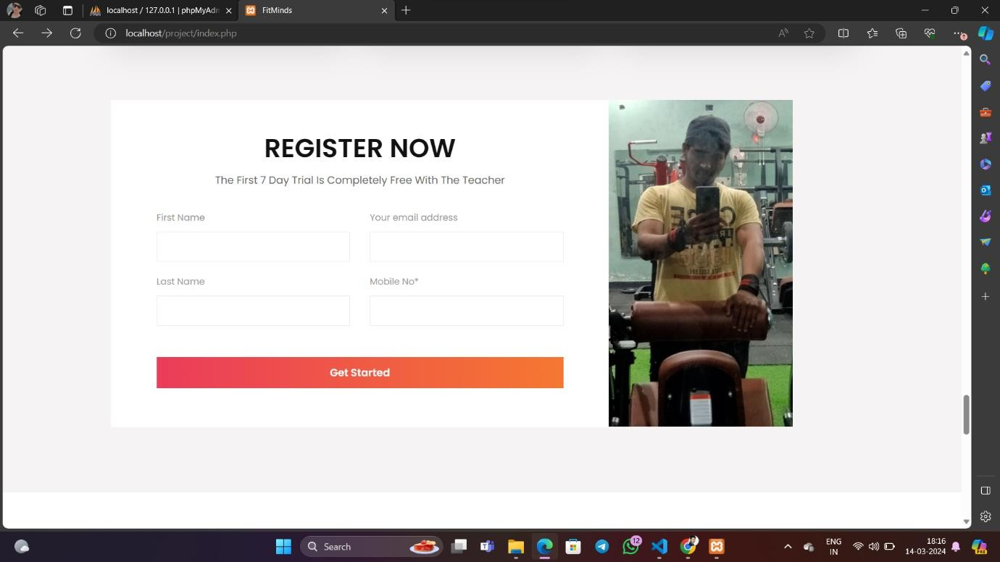 localhost / 127.0.0.1 | phpMyAdm
FitMinds
localhost/project/index.php
REGISTER NOW
The First 7 Day Trial Is Completely Free With The Teacher
First Name
Your email address
Last Name
Mobile No*
Get Started
Search
12
ENG
IN
18:16
14-03-2024
PRE